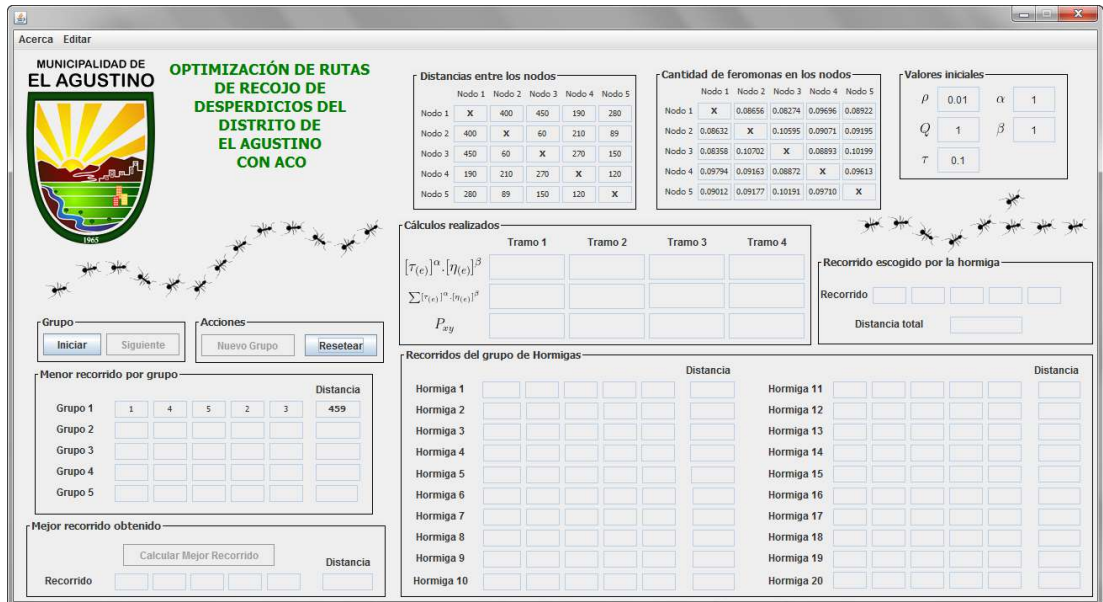 Acerca Editar
MUNICIPALIDAD DE
EL AGUSTINO
1965
OPTIMIZACIÓN DE RUTAS
DE RECOJO DE
DESPERDICIOS DEL
DISTRITO DE
EL AGUSTINO
CON ACO
Distancias entre los nodos
Nodo 1 Nodo 2 Nodo 3 Nodo 4 Nodo 5
Nodo 1 X 400 450 190 280
Nodo 2 400 X 60 210 89
Nodo 3 450 60 X 270 150
Nodo 4 190 210 270 X 120
Nodo 5 280 89 150 120 X
Cantidad de feromonas en los nodos
Nodo 1 Nodo 2 Nodo 3 Nodo 4 Nodo 5
Nodo 1 X 0.08656 0.08274 0.09696 0.08922
Nodo 2 0.08632 X 0.10595 0.09071 0.09195
Nodo 3 0.08358 0.10702 X 0.08893 0.10199
Nodo 4 0.09794 0.09163 0.08872 X 0.09613
Nodo 5 0.09012 0.09177 0.10191 0.09710 X
Valores iniciales
ρ 0.01 α 1
Q 1 β 1
τ 0.1
Cálculos realizados
Tramo 1 Tramo 2 Tramo 3 Tramo 4
[τ(e)]^α.[η(e)]^β
∑[τ(e)]^α.[η(e)]^β
P_xy
Recorrido escogido por la hormiga
Recorrido
Distancia total
Grupo
Iniciar Siguiente
Acciones
Nuevo Grupo Resetear
Menor recorrido por grupo
Distancia
Grupo 1 1 4 5 2 3 459
Grupo 2
Grupo 3
Grupo 4
Grupo 5
Mejor recorrido obtenido
Calcular Mejor Recorrido
Distancia
Recorrido
Recorridos del grupo de Hormigas
Distancia Distancia
Hormiga 1 Hormiga 11
Hormiga 2 Hormiga 12
Hormiga 3 Hormiga 13
Hormiga 4 Hormiga 14
Hormiga 5 Hormiga 15
Hormiga 6 Hormiga 16
Hormiga 7 Hormiga 17
Hormiga 8 Hormiga 18
Hormiga 9 Hormiga 19
Hormiga 10 Hormiga 20